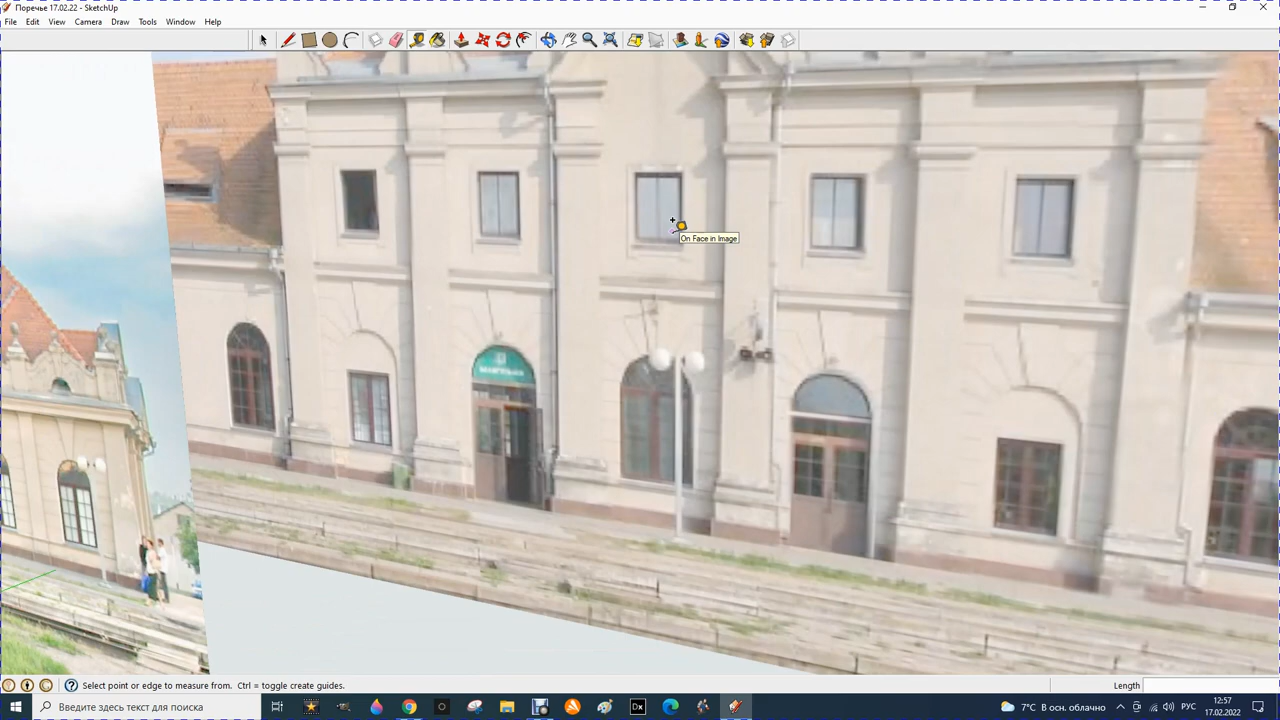 Поречье 17.02.22 - SketchUp
File Edit View Camera Draw Tools Window Help
On Face in Image
Select point or edge to measure from. Ctrl = toggle create guides.
Length
Введите здесь текст для поиска
Dx
7°C В осн. облачно
РУС
12:57
17.02.2022